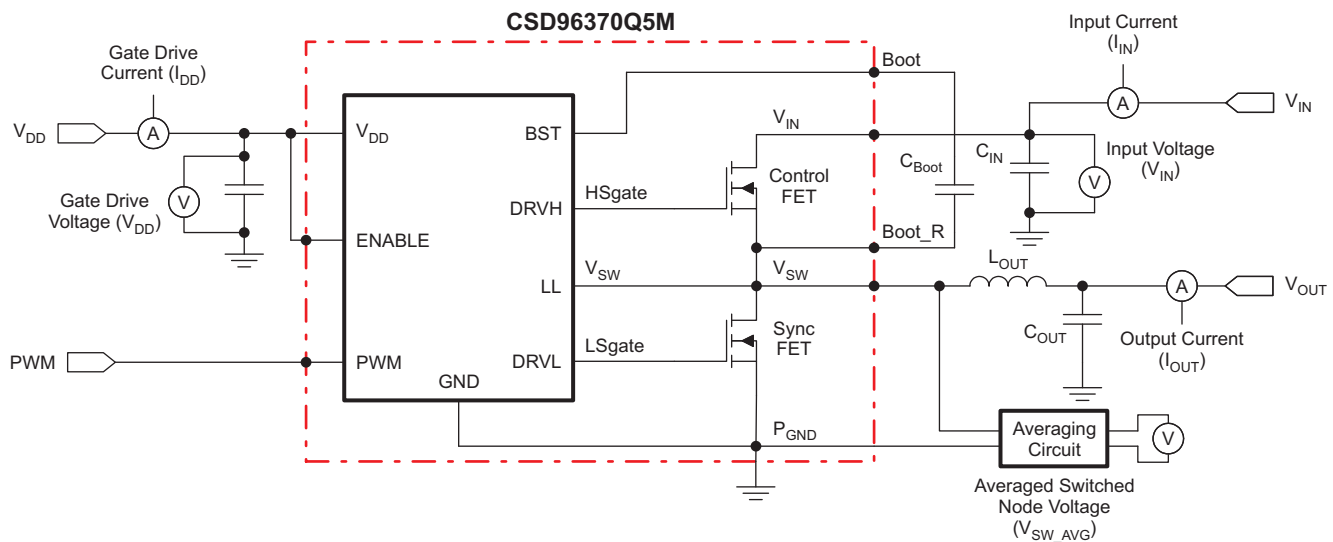 CSD96370Q5M
Gate Drive
Current (I_DD)
V_DD
A
V
Gate Drive
Voltage (V_DD)
PWM
V_DD
ENABLE
PWM
GND
BST
DRVH
LL
DRVL
HSgate
V_SW
LSgate
V_IN
Control
FET
V_SW
Sync
FET
P_GND
Boot
C_Boot
Boot_R
Input Current
(I_IN)
A
V_IN
C_IN
V
Input Voltage
(V_IN)
L_OUT
C_OUT
A
V_OUT
Output Current
(I_OUT)
Averaging
Circuit
V
Averaged Switched
Node Voltage
(V_SW_AVG)